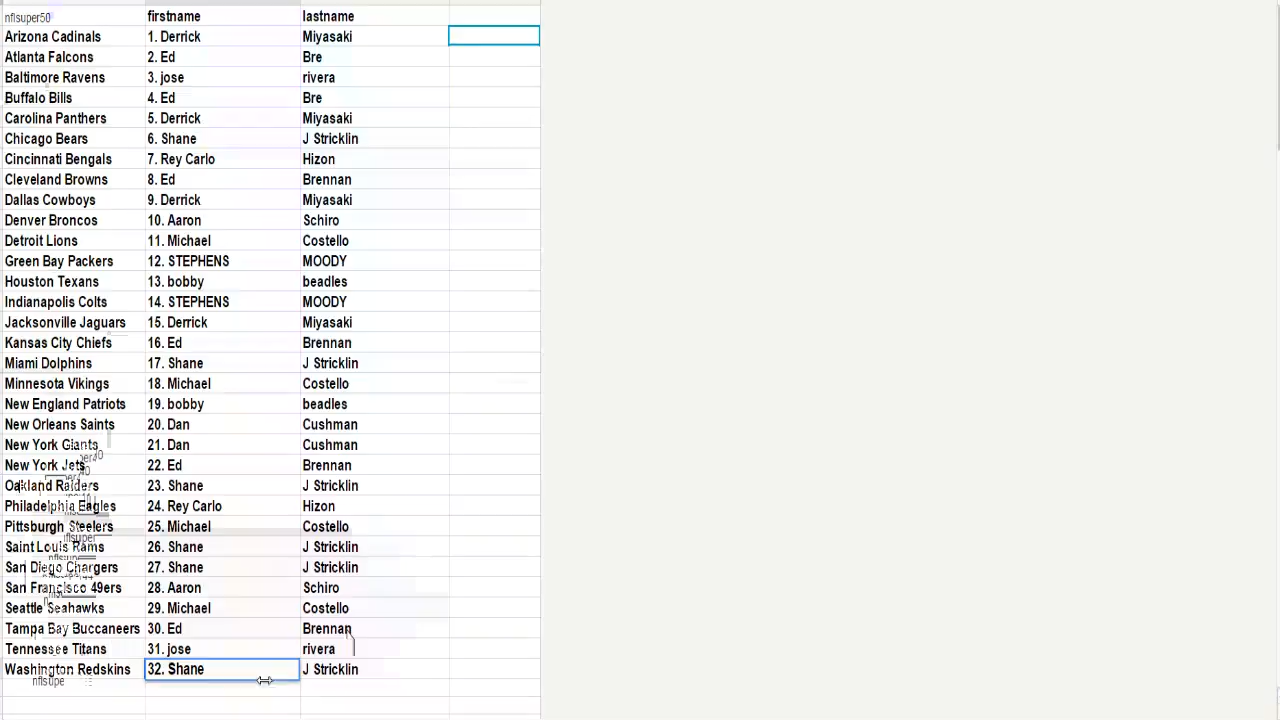 nflsuper50 firstname lastname
Arizona Cadinals 1. Derrick Miyasaki
Atlanta Falcons 2. Ed Bre
Baltimore Ravens 3. jose rivera
Buffalo Bills 4. Ed Bre
Carolina Panthers 5. Derrick Miyasaki
Chicago Bears 6. Shane J Stricklin
Cincinnati Bengals 7. Rey Carlo Hizon
Cleveland Browns 8. Ed Brennan
Dallas Cowboys 9. Derrick Miyasaki
Denver Broncos 10. Aaron Schiro
Detroit Lions 11. Michael Costello
Green Bay Packers 12. STEPHENS MOODY
Houston Texans 13. bobby beadles
Indianapolis Colts 14. STEPHENS MOODY
Jacksonville Jaguars 15. Derrick Miyasaki
Kansas City Chiefs 16. Ed Brennan
Miami Dolphins 17. Shane J Stricklin
Minnesota Vikings 18. Michael Costello
New England Patriots 19. bobby beadles
New Orleans Saints 20. Dan Cushman
New York Giants 21. Dan Cushman
New York Jets 22. Ed Brennan
Oakland Raiders 23. Shane J Stricklin
Philadelphia Eagles 24. Rey Carlo Hizon
Pittsburgh Steelers 25. Michael Costello
Saint Louis Rams 26. Shane J Stricklin
San Diego Chargers 27. Shane J Stricklin
San Francisco 49ers 28. Aaron Schiro
Seattle Seahawks 29. Michael Costello
Tampa Bay Buccaneers 30. Ed Brennan
Tennessee Titans 31. jose rivera
Washington Redskins 32. Shane J Stricklin
nflsupe